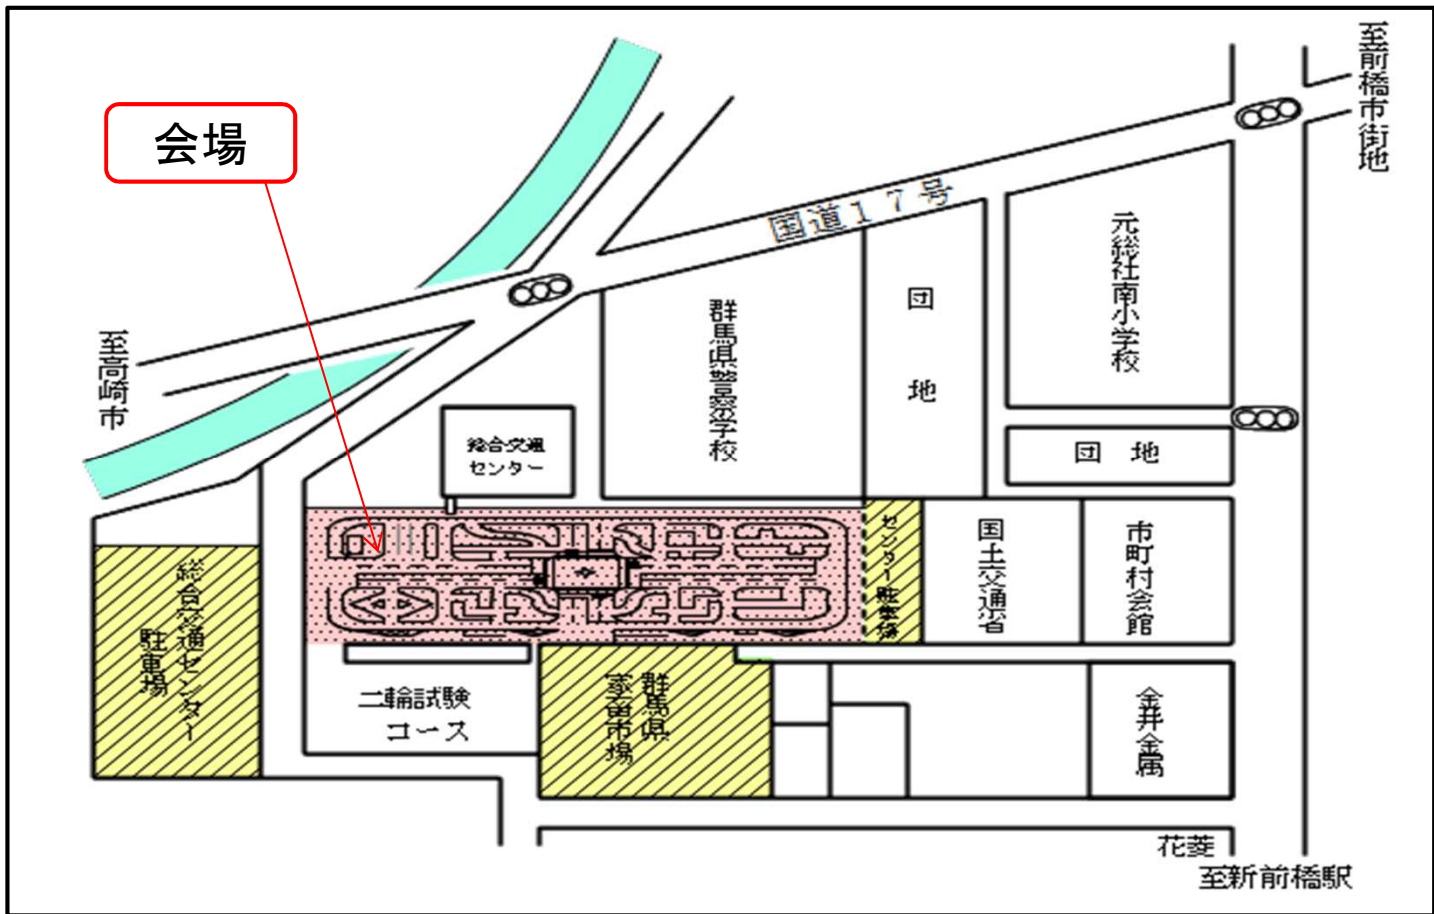 至前橋市街地
会場
国道１７号
元総社南小学校
団地
群馬県警察学校
至高崎市
総合交通
センター
団 地
センター駐車場
国土交通省
市町村会館
総合交通センター
駐車場
二輪試験
コース
群馬県
家畜市場
金井金属
花菱
至新前橋駅